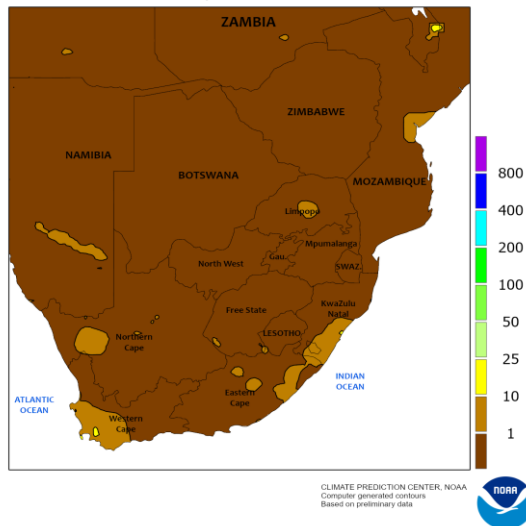 ZAMBIA
ZIMBABWE
NAMIBIA
BOTSWANA
MOZAMBIQUE
Limpopo
Mpumalanga
North West
Gau.
SWAZ.
Free State
KwaZulu
Natal
LESOTHO
Northern
Cape
Eastern
Cape
Western
Cape
ATLANTIC
OCEAN
INDIAN
OCEAN
800
400
200
100
50
25
10
1
CLIMATE PREDICTION CENTER, NOAA
Computer generated contours
Based on preliminary data
NOAA